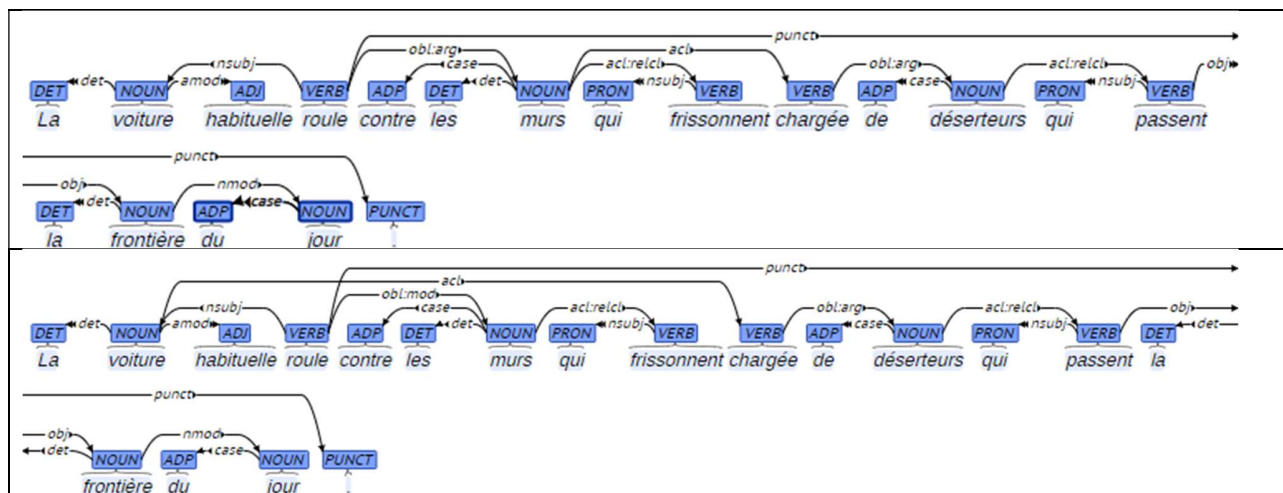 punct
obl:arg acl
nsubj case acl:relcl obl:arg acl:relcl
det amod det nsubj case nsubj obj
DET NOUN ADJ VERB ADP DET NOUN PRON VERB VERB ADP NOUN PRON VERB
La voiture habituelle roule contre les murs qui frissonnent chargée de déserteurs qui passent
punct
obj nmod
det case
DET NOUN ADP NOUN PUNCT
la frontière du jour .
punct
acl
obl:mod
nsubj case acl:relcl obl:arg acl:relcl obj
det amod det nsubj case nsubj det
DET NOUN ADJ VERB ADP DET NOUN PRON VERB VERB ADP NOUN PRON VERB DET
La voiture habituelle roule contre les murs qui frissonnent chargée de déserteurs qui passent la
punct
obj nmod
det case
NOUN ADP NOUN PUNCT
frontière du jour .